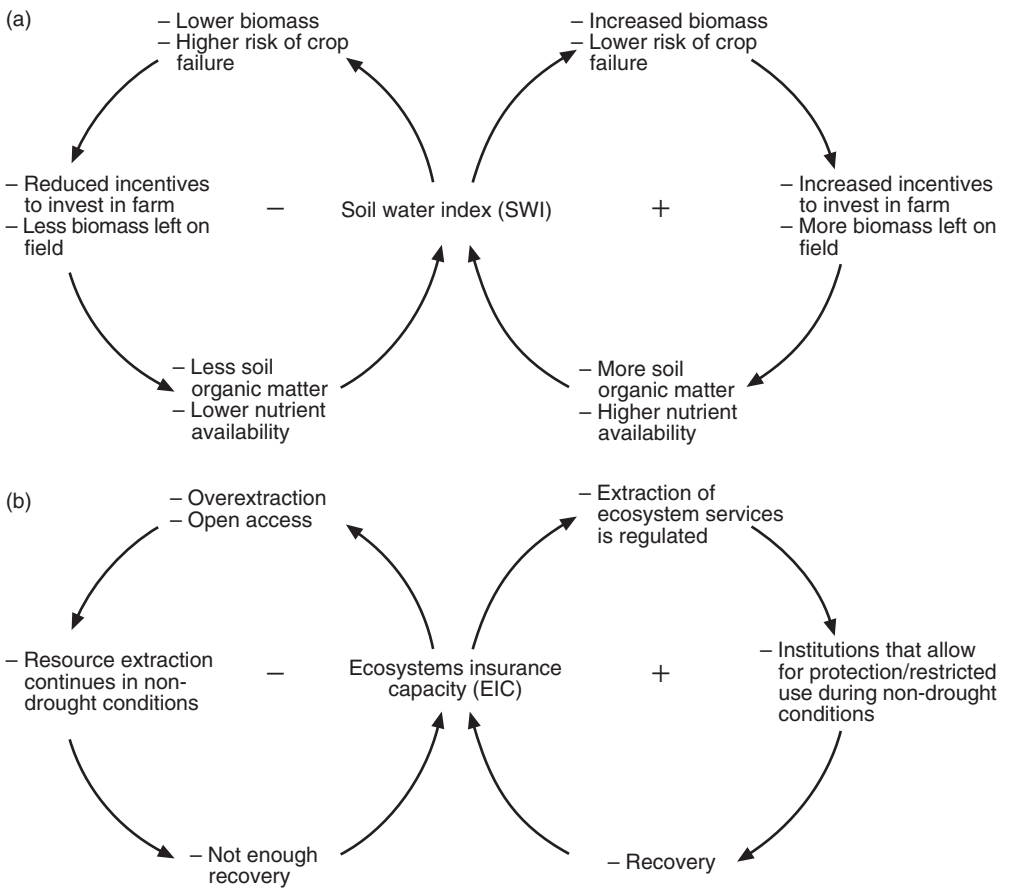 (a)
– Lower biomass
– Higher risk of crop
failure
– Increased biomass
– Lower risk of crop
failure
– Reduced incentives
to invest in farm
– Less biomass left on
field
−
Soil water index (SWI)
+
– Increased incentives
to invest in farm
– More biomass left on
field
– Less soil
organic matter
– Lower nutrient
availability
– More soil
organic matter
– Higher nutrient
availability
(b)
– Overextraction
– Open access
– Extraction of
ecosystem services
is regulated
– Resource extraction
continues in non-
drought conditions
−
Ecosystems insurance
capacity (EIC)
+
– Institutions that allow
for protection/restricted
use during non-drought
conditions
– Not enough
recovery
– Recovery